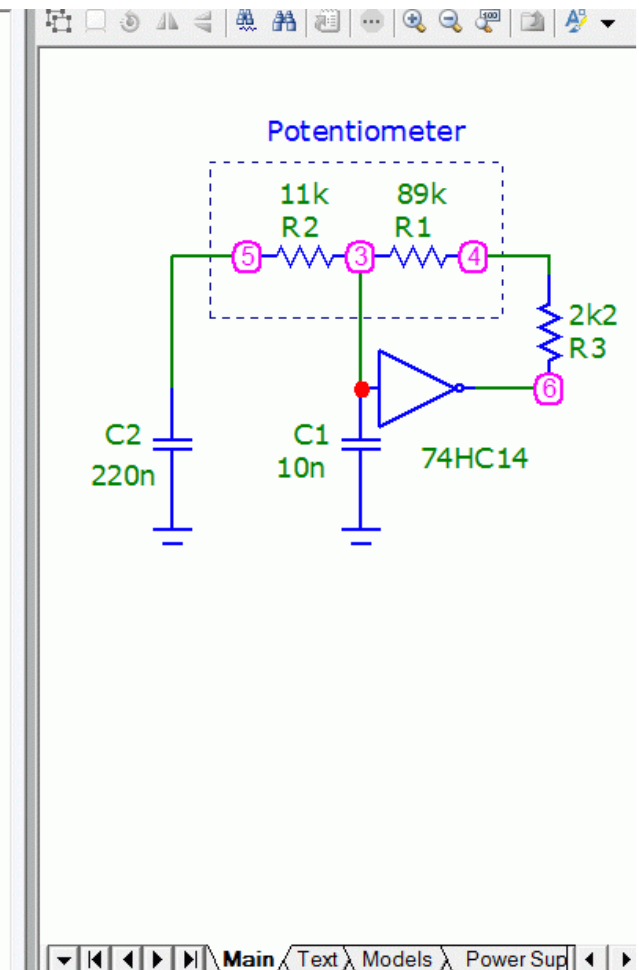 100
Potentiometer
11k 89k
R2 R1
5 3 4
2k2
R3
6
C2 C1
220n 10n 74HC14
Main Text Models Power Sup